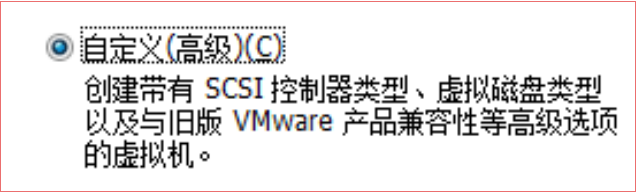 自定义(高级)(C)
创建带有 SCSI 控制器类型、虚拟磁盘类型
以及与旧版 VMware 产品兼容性等高级选项
的虚拟机。